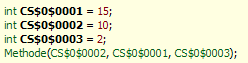 int CS$0$0001 = 15;
int CS$0$0002 = 10;
int CS$0$0003 = 2;
Methode(CS$0$0002, CS$0$0001, CS$0$0003);